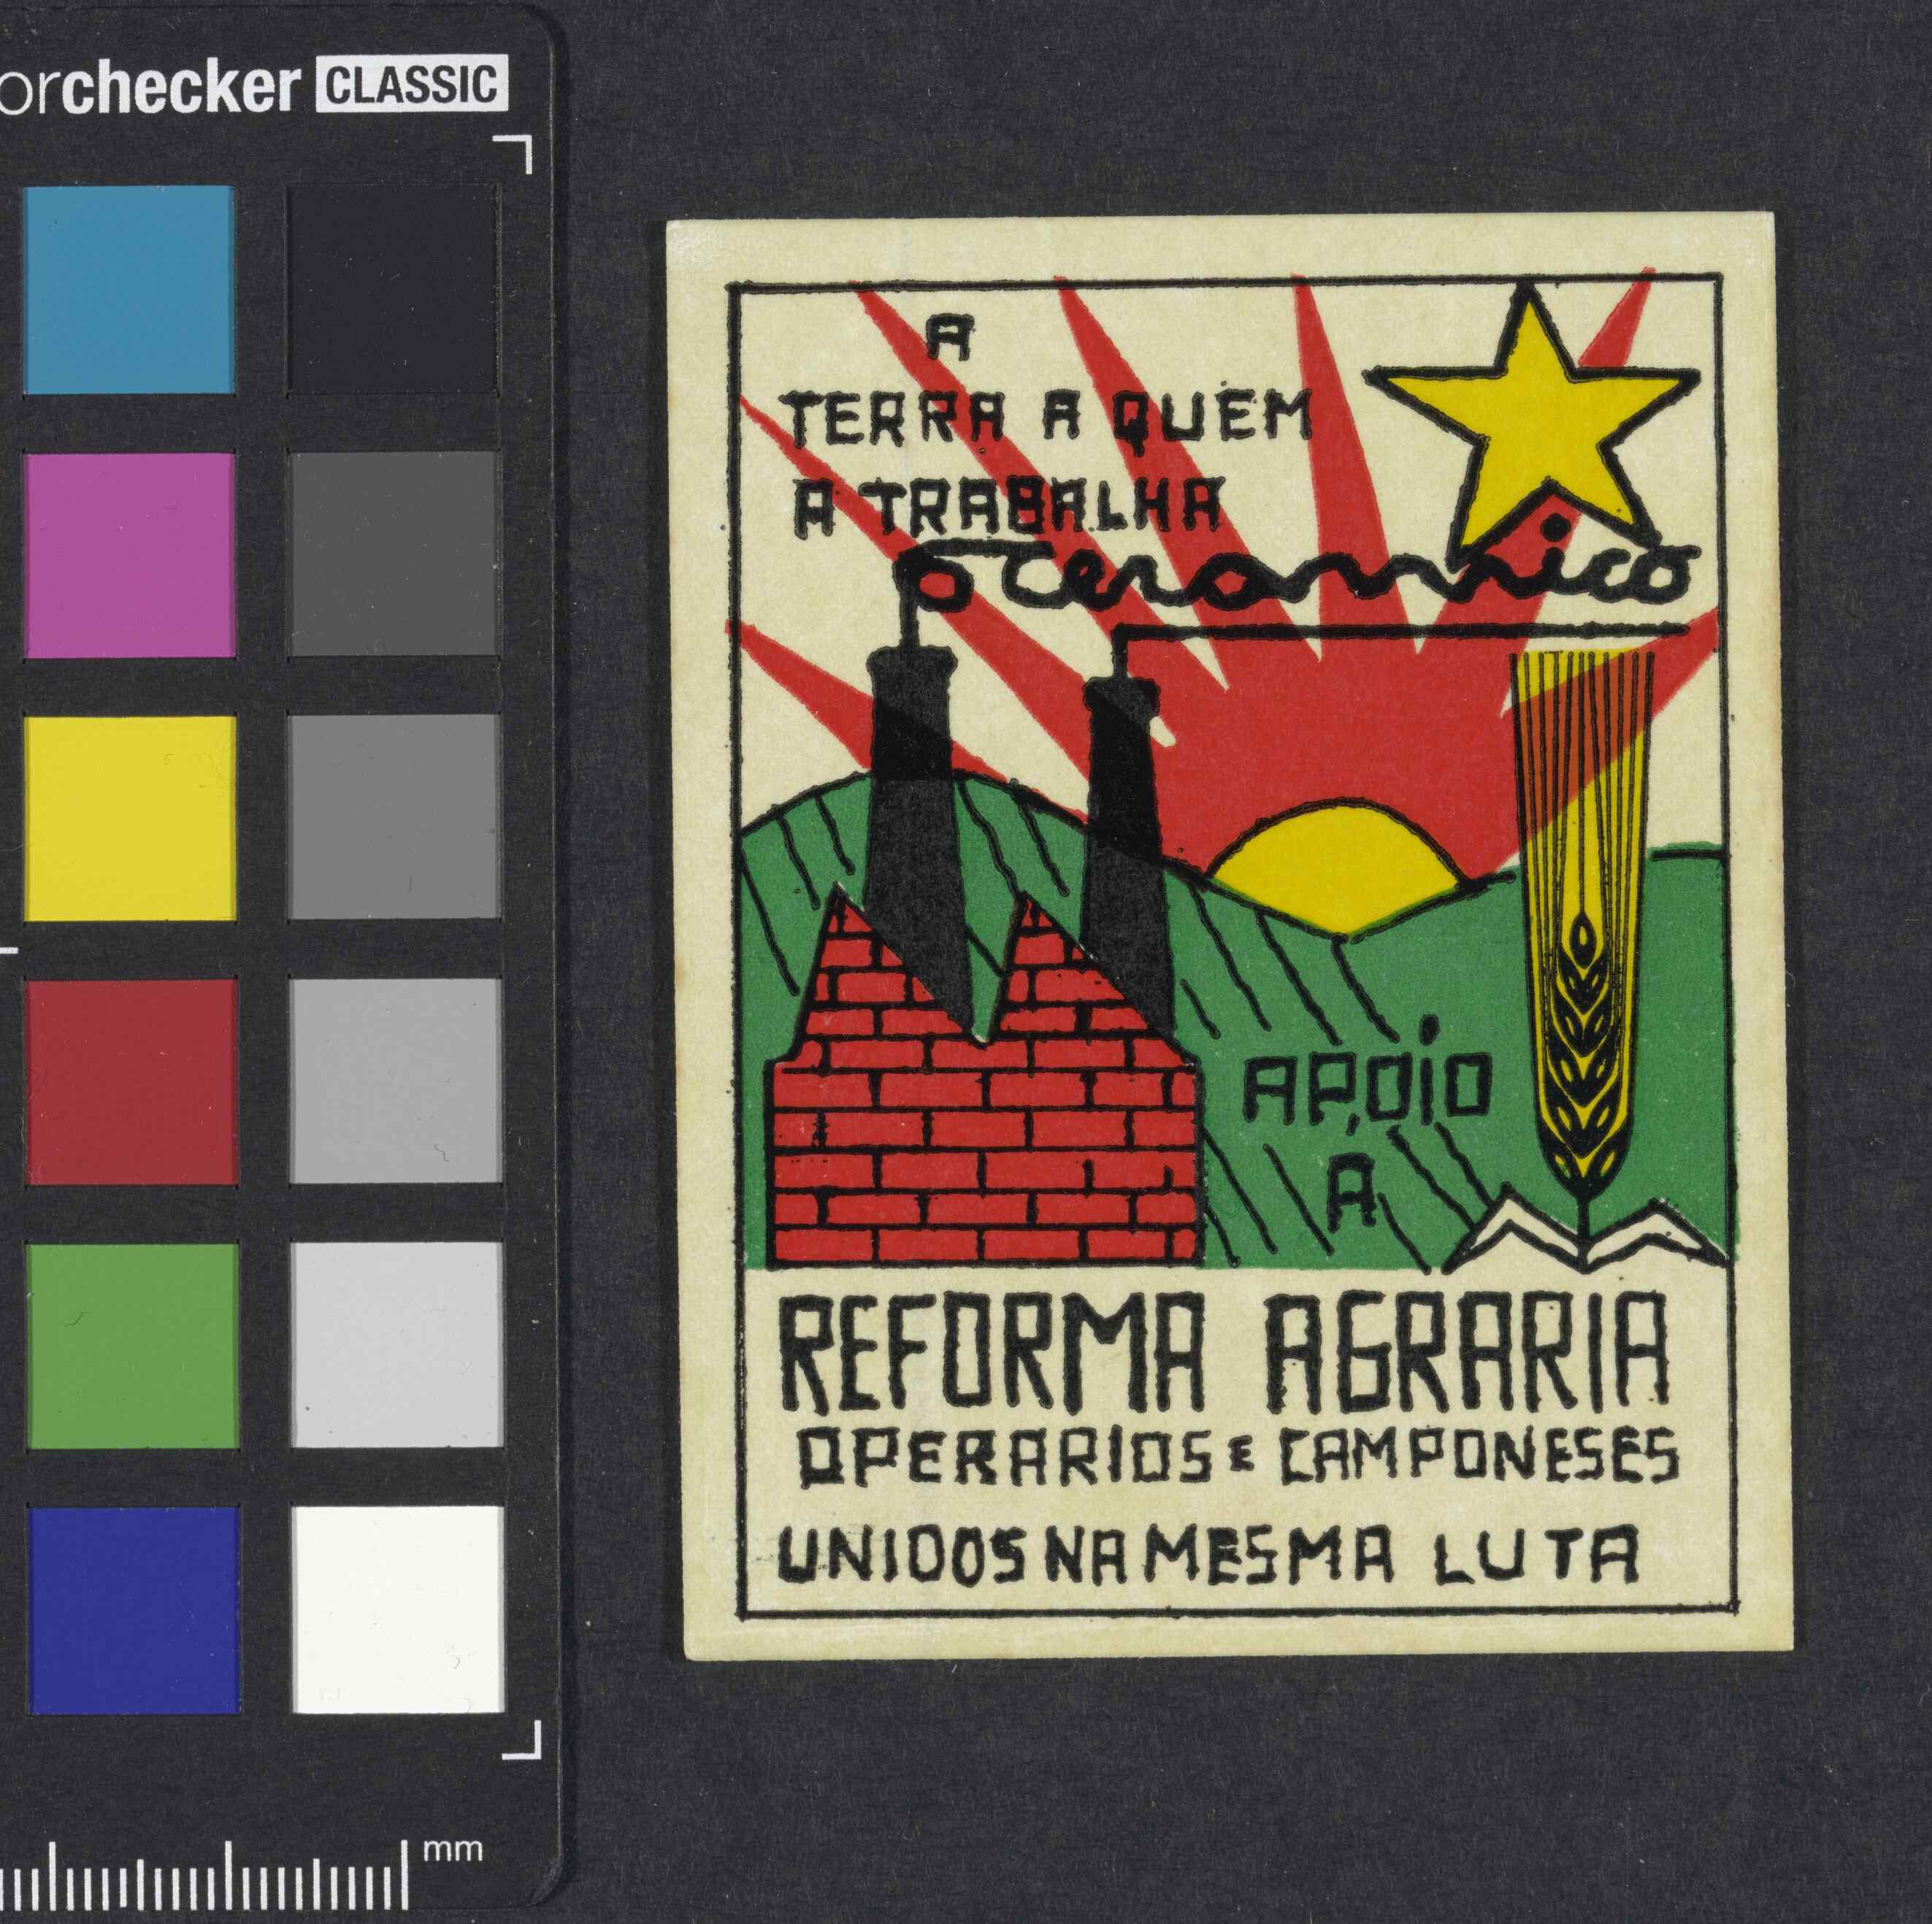 orchecker CLASSIC
A
TERRA A QUEM
A TRABALHA
o Ceramico
APOIO
À
REFORMA AGRARIA
OPERARIOS E CAMPONESES
UNIDOS NA MESMA LUTA
mm